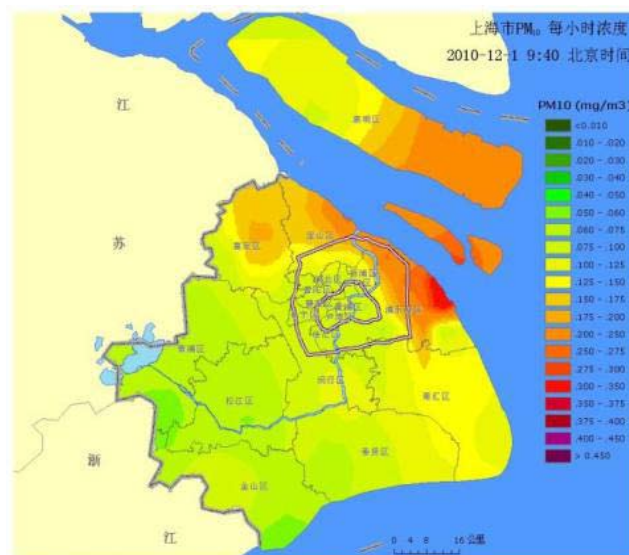 上海市PM₁₀ 每小时浓度
2010-12-1 9:40 北京时间
PM10 (mg/m3)
<0.010
.010 - .020
.020 - .030
.030 - .040
.040 - .050
.050 - .060
.060 - .075
.075 - .100
.100 - .125
.125 - .150
.150 - .175
.175 - .200
.200 - .250
.250 - .275
.275 - .300
.300 - .350
.350 - .375
.375 - .400
.400 - .450
> 0.450
江
苏
浙
江
崇明区
嘉定区
宝山区
青浦区
松江区
闵行区
南汇区
奉贤区
金山区
0 4 8 16 公里